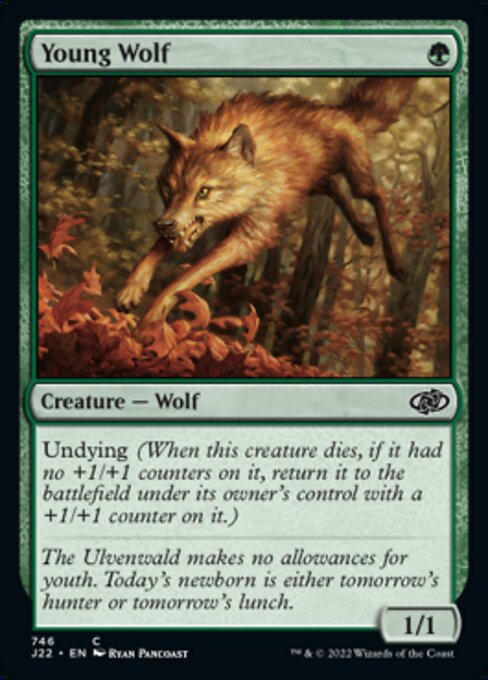 Young Wolf
Creature — Wolf
Undying (When this creature dies, if it had
no +1/+1 counters on it, return it to the
battlefield under its owner's control with a
+1/+1 counter on it.)
The Ulvenwald makes no allowances for
youth. Today's newborn is either tomorrow's
hunter or tomorrow's lunch.
1/1
746 C
J22 • EN Ryan Pancoast
™ & © 2022 Wizards of the Coast